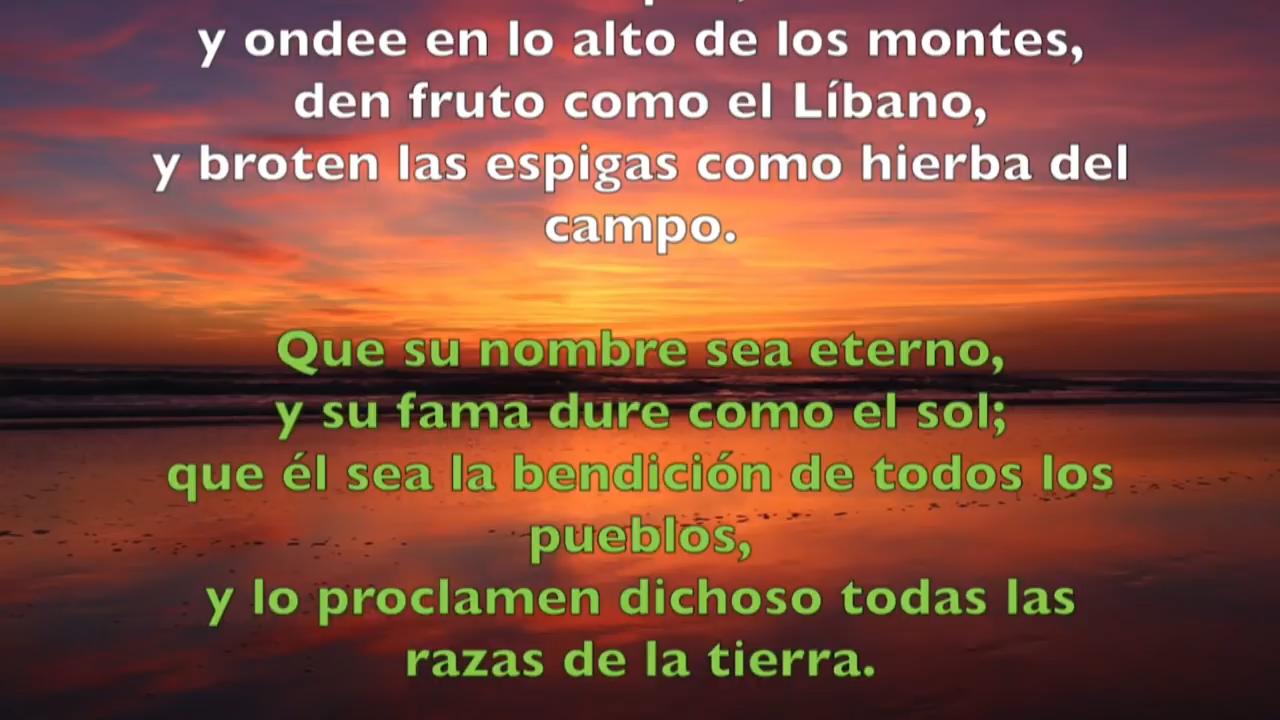 y ondee en lo alto de los montes,
den fruto como el Líbano,
y broten las espigas como hierba del
campo.
Que su nombre sea eterno,
y su fama dure como el sol;
que él sea la bendición de todos los
pueblos,
y lo proclamen dichoso todas las
razas de la tierra.